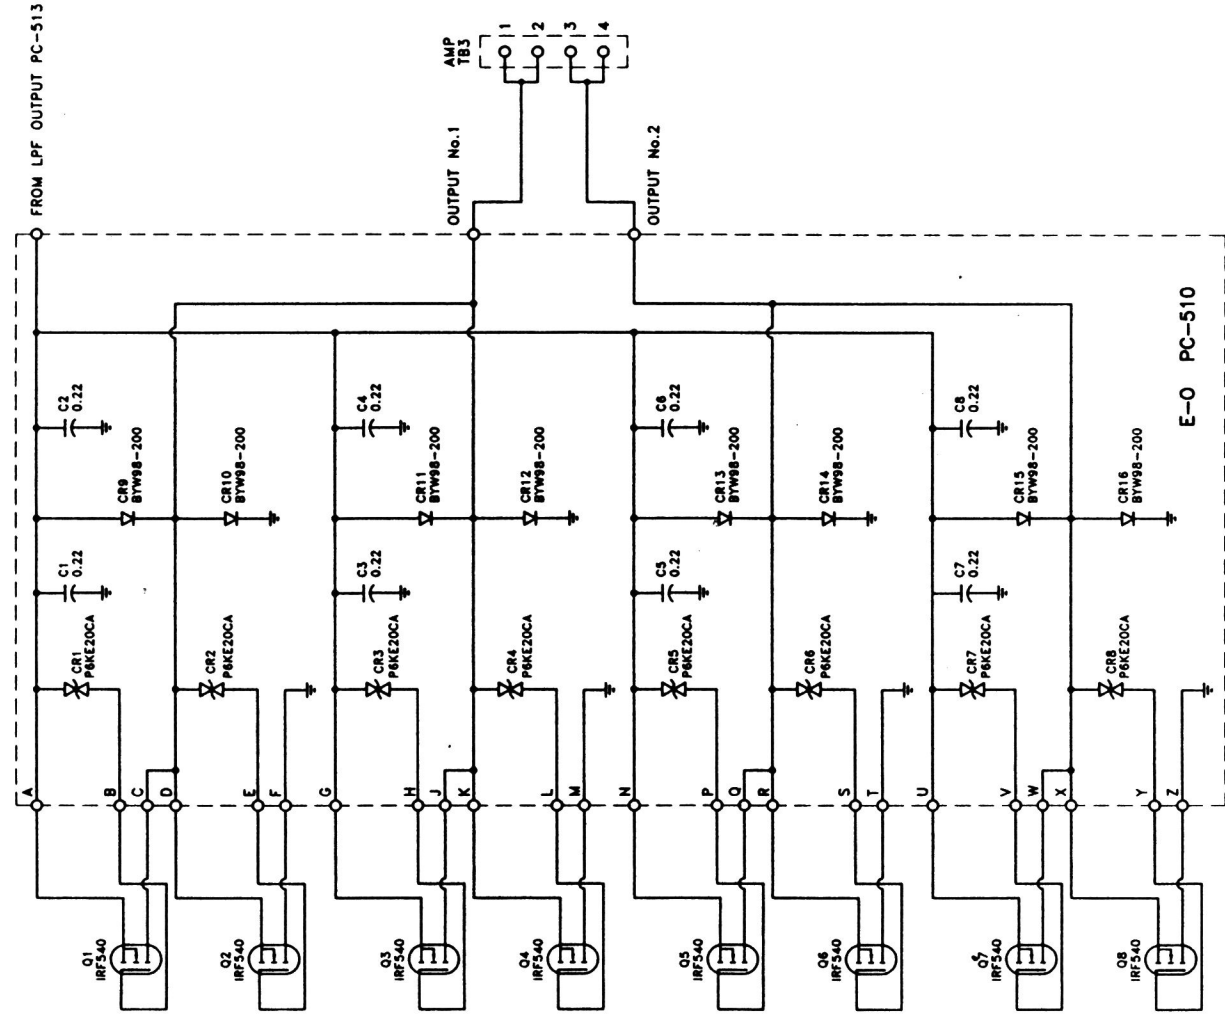 FROM LPF OUTPUT PC-513
AMP
TB3
1
2
3
4
OUTPUT No.1
OUTPUT No.2
E-O PC-510
C2
0.22
C4
0.22
C6
0.22
C8
0.22
CR9
BYW98-200
CR10
BYW98-200
CR11
BYW98-200
CR12
BYW98-200
CR13
BYW98-200
CR14
BYW98-200
CR15
BYW98-200
CR16
BYW98-200
C1
0.22
C3
0.22
C5
0.22
C7
0.22
CR1
P6KE20CA
CR2
P6KE20CA
CR3
P6KE20CA
CR4
P6KE20CA
CR5
P6KE20CA
CR6
P6KE20CA
CR7
P6KE20CA
CR8
P6KE20CA
A
B
C
D
E
F
G
H
J
K
L
M
N
P
Q
R
S
T
U
V
W
X
Y
Z
Q1
IRF540
Q2
IRF540
Q3
IRF540
Q4
IRF540
Q5
IRF540
Q6
IRF540
Q7
IRF540
Q8
IRF540